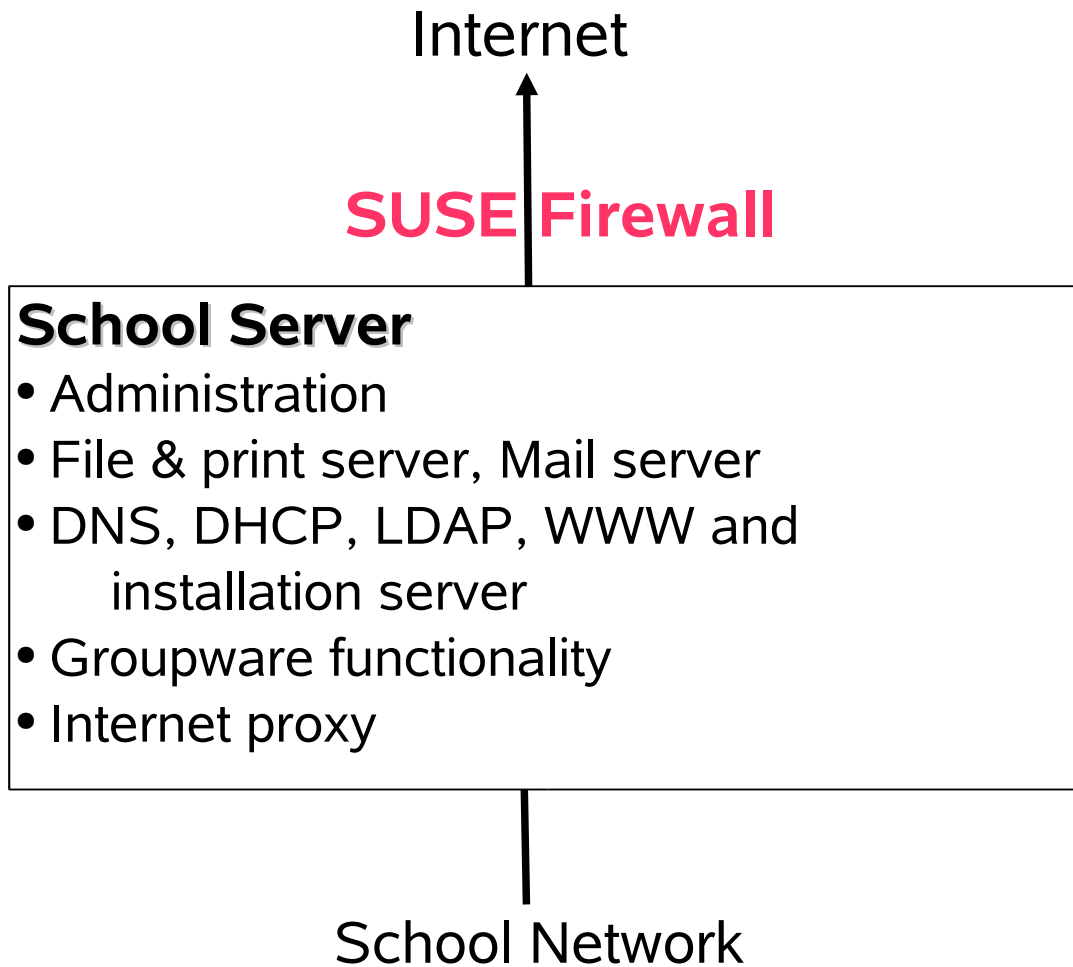 Internet
SUSE Firewall
School Server
• Administration
• File & print server, Mail server
• DNS, DHCP, LDAP, WWW and
installation server
• Groupware functionality
• Internet proxy
School Network